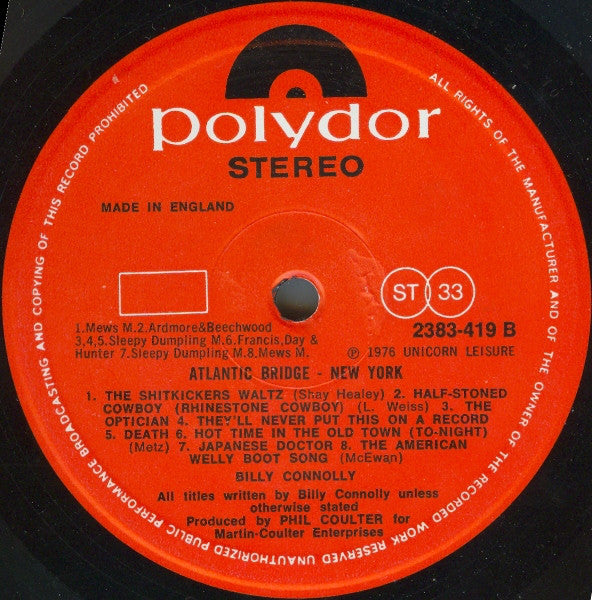 polydor
STEREO
MADE IN ENGLAND
ST 33
2383-419 B
1.Mews M.2.Ardmore&Beechwood
3,4,5.Sleepy Dumpling M.6.Francis,Day &
Hunter 7.Sleepy Dumpling M.8.Mews M.
℗ 1976 UNICORN LEISURE
ATLANTIC BRIDGE - NEW YORK
1. THE SHITKICKERS WALTZ (Shay Healey) 2. HALF-STONED
COWBOY (RHINESTONE COWBOY) (L. Weiss) 3. THE
OPTICIAN 4. THEY'LL NEVER PUT THIS ON A RECORD
5. DEATH 6. HOT TIME IN THE OLD TOWN (TO-NIGHT)
(Metz) 7. JAPANESE DOCTOR 8. THE AMERICAN
WELLY BOOT SONG (McEwan)
BILLY CONNOLLY
All titles written by Billy Connolly unless
otherwise stated
Produced by PHIL COULTER for
Martin-Coulter Enterprises
ALL RIGHTS OF THE MANUFACTURER AND OF THE OWNER OF THE RECORDED WORK RESERVED UNAUTHORIZED PUBLIC PERFORMANCE BROADCASTING AND COPYING OF THIS RECORD PROHIBITED